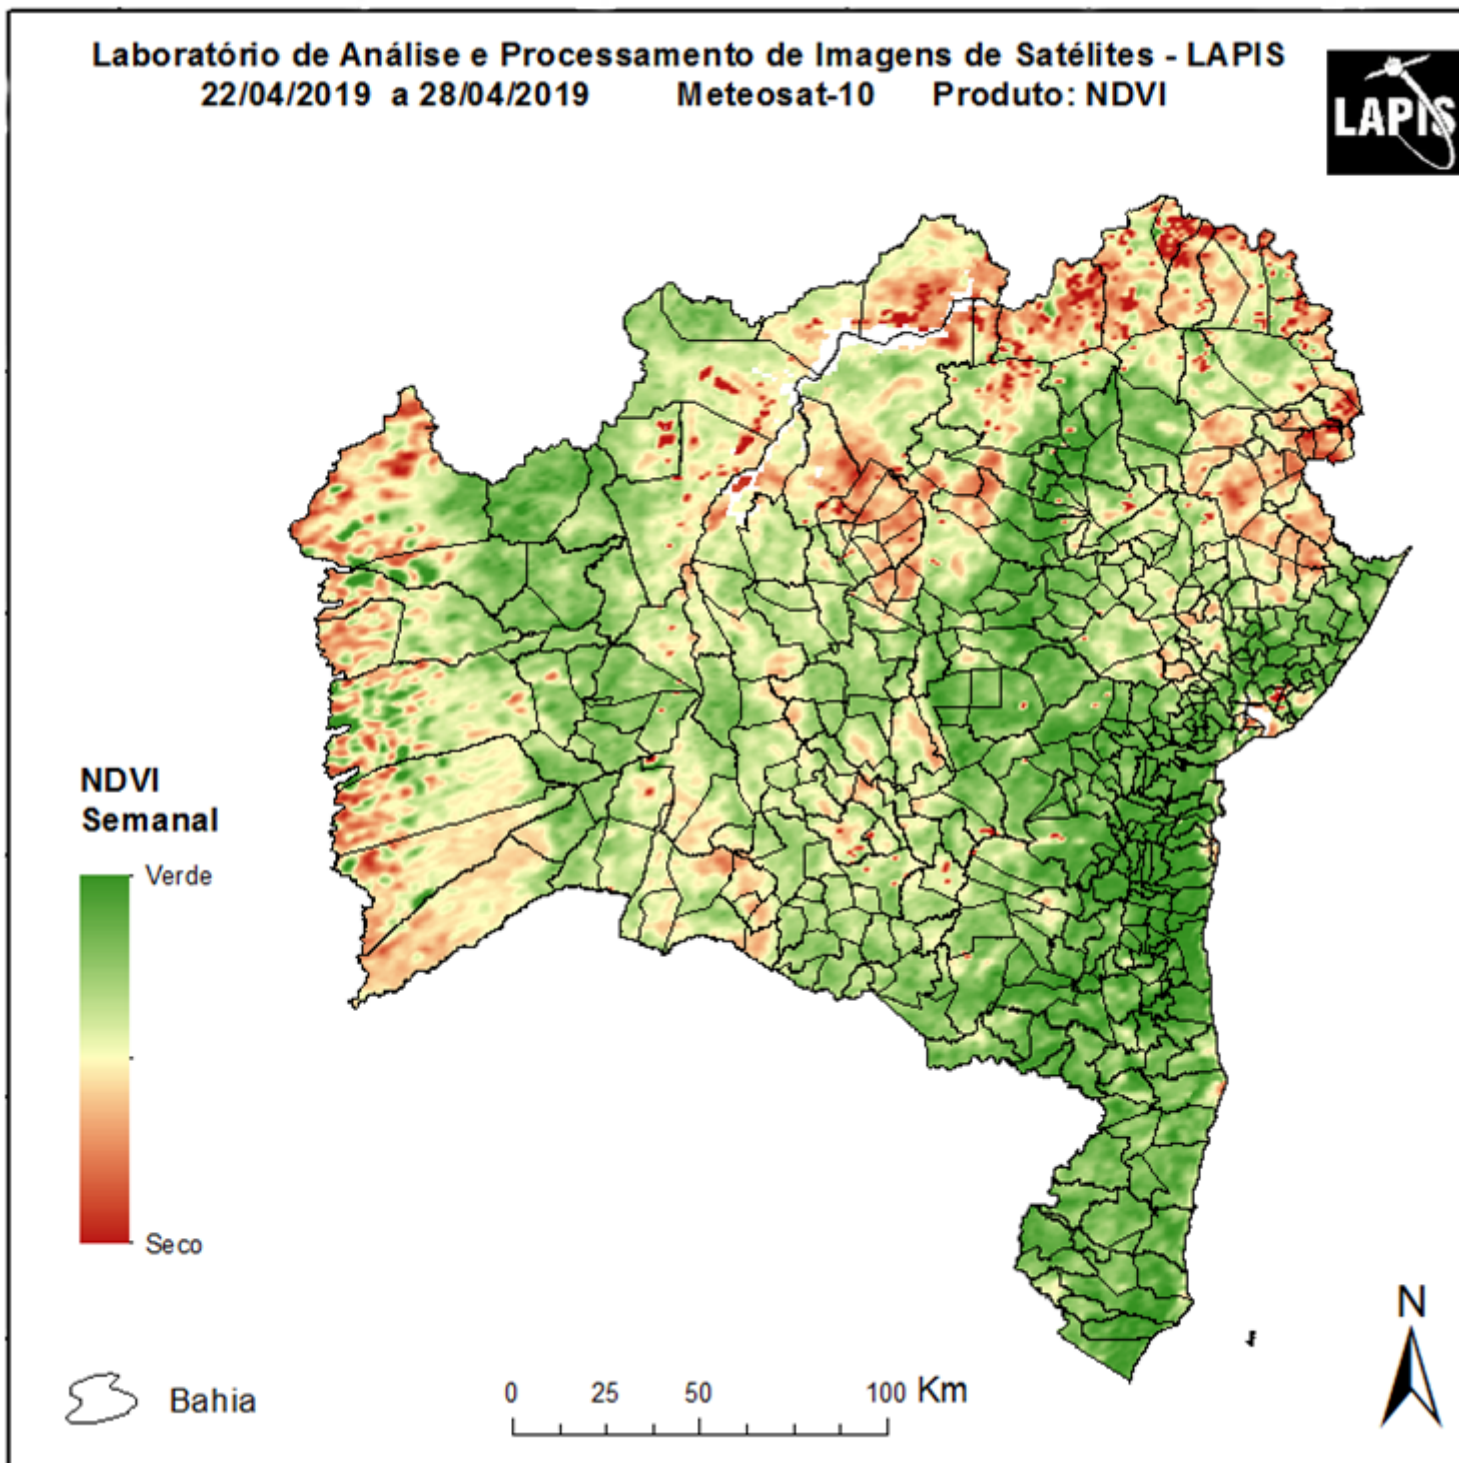 Laboratório de Análise e Processamento de Imagens de Satélites - LAPIS
22/04/2019 a 28/04/2019 Meteosat-10 Produto: NDVI
LAPIS
NDVI
Semanal
Verde
Seco
Bahia
0 25 50 100 Km
N